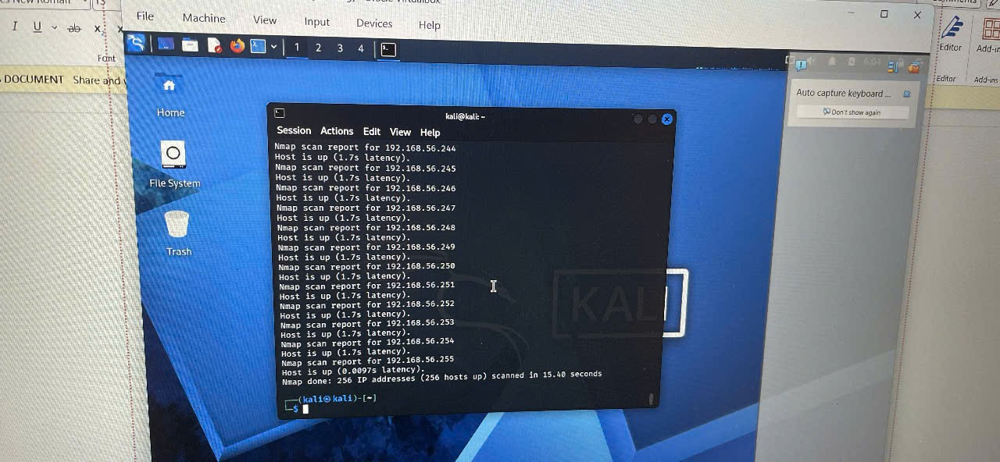 File
Machine
View
Input
Devices
Help
I U ab x
Font
DOCUMENT Share and
Editor
Add-in
Editor
Add-ins
1 2 3 4
6:04
Auto capture keyboard ...
Don't show again
Home
File System
Trash
kali@kali: ~
Session Actions Edit View Help
Nmap scan report for 192.168.56.244
Host is up (1.7s latency).
Nmap scan report for 192.168.56.245
Host is up (1.7s latency).
Nmap scan report for 192.168.56.246
Host is up (1.7s latency).
Nmap scan report for 192.168.56.247
Host is up (1.7s latency).
Nmap scan report for 192.168.56.248
Host is up (1.7s latency).
Nmap scan report for 192.168.56.249
Host is up (1.7s latency).
Nmap scan report for 192.168.56.250
Host is up (1.7s latency).
Nmap scan report for 192.168.56.251
Host is up (1.7s latency).
Nmap scan report for 192.168.56.252
Host is up (1.7s latency).
Nmap scan report for 192.168.56.253
Host is up (1.7s latency).
Nmap scan report for 192.168.56.254
Host is up (1.7s latency).
Nmap scan report for 192.168.56.255
Host is up (0.0097s latency).
Nmap done: 256 IP addresses (256 hosts up) scanned in 15.40 seconds
(kali㉿kali)-[~]
$
KALI